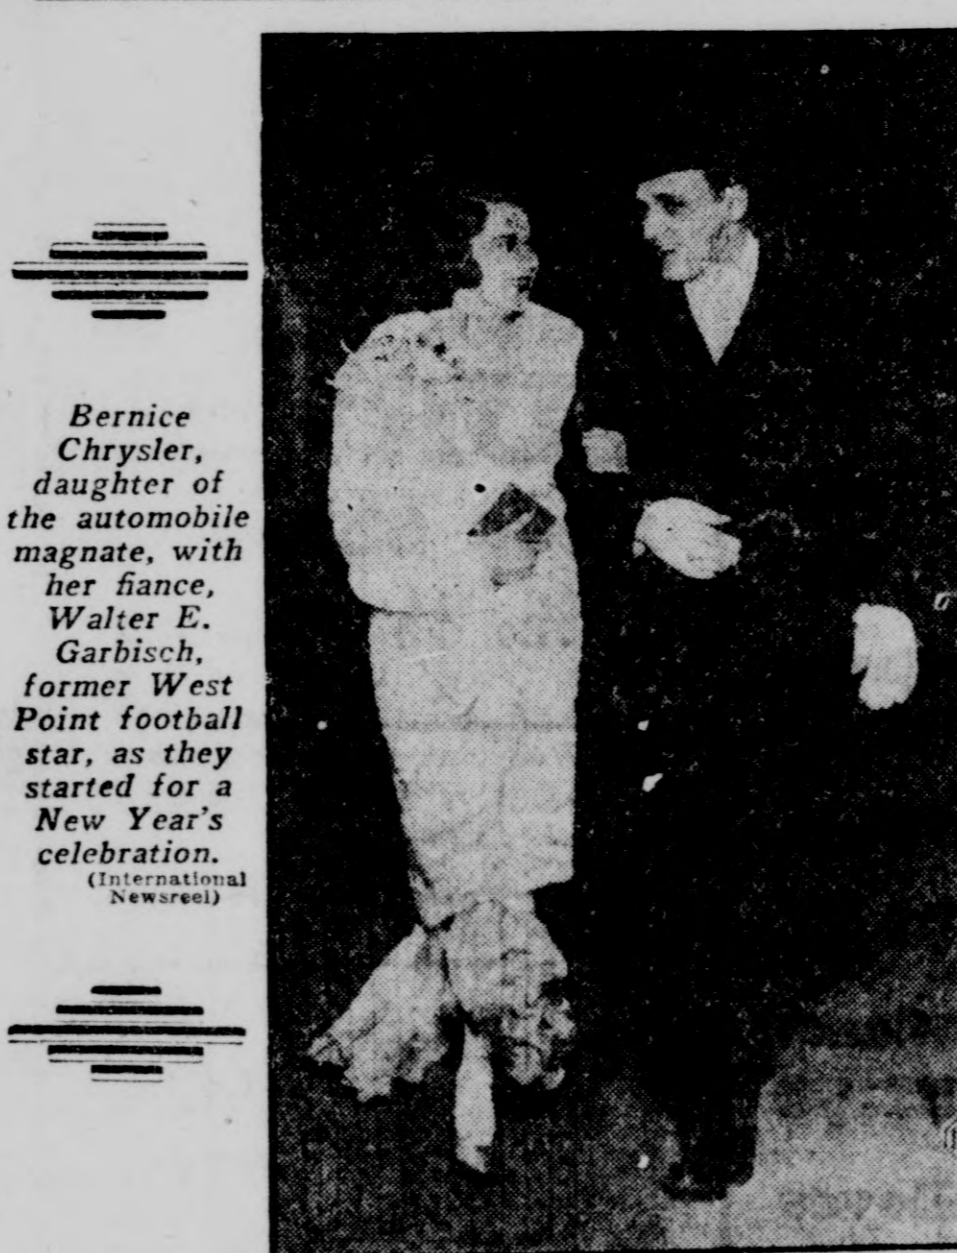 Bernice
Chrysler,
daughter of
the automobile
magnate, with
her fiance,
Walter E.
Garbisch,
former West
Point football
star, as they
started for a
New Year's
celebration.
(International
Newsreel)